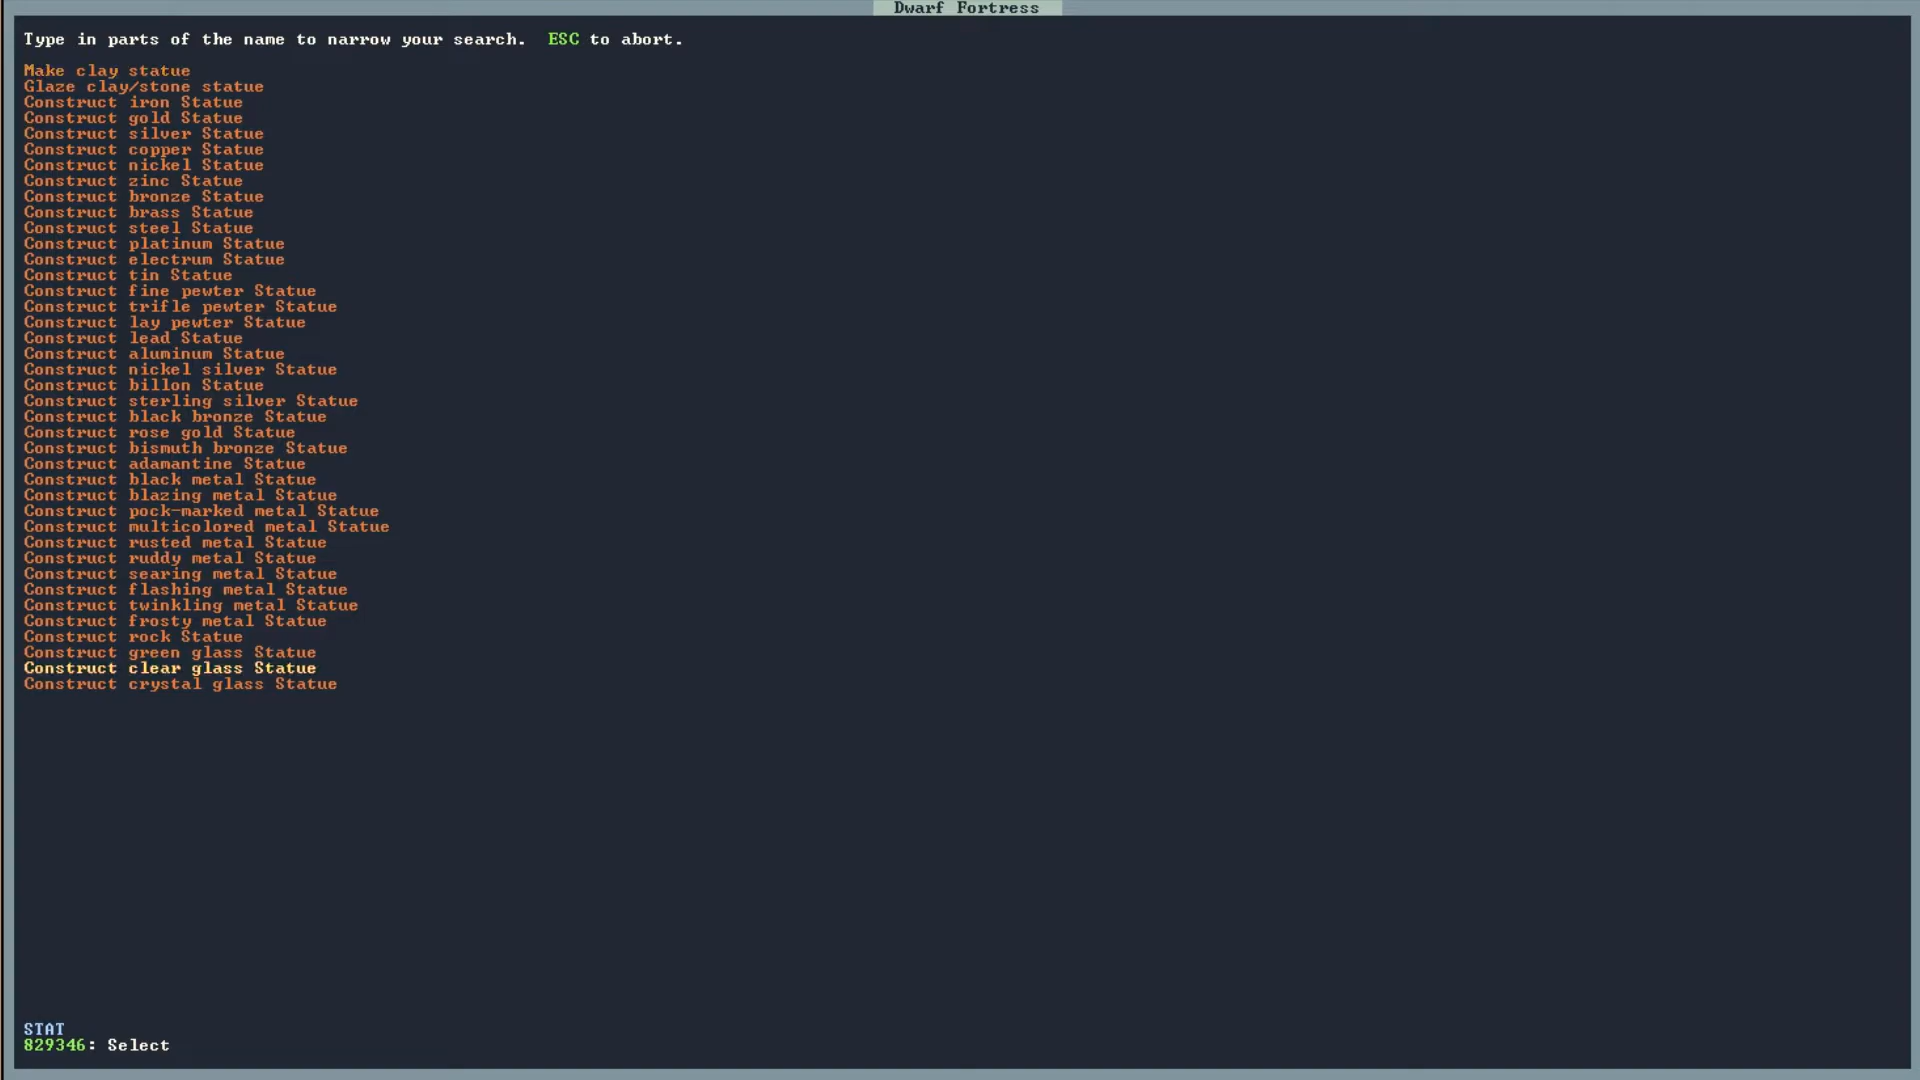 Dwarf Fortress
Type in parts of the name to narrow your search.  ESC to abort.
Make clay statue
Glaze clay/stone statue
Construct iron Statue
Construct gold Statue
Construct silver Statue
Construct copper Statue
Construct nickel Statue
Construct zinc Statue
Construct bronze Statue
Construct brass Statue
Construct steel Statue
Construct platinum Statue
Construct electrum Statue
Construct tin Statue
Construct fine pewter Statue
Construct trifle pewter Statue
Construct lay pewter Statue
Construct lead Statue
Construct aluminum Statue
Construct nickel silver Statue
Construct billon Statue
Construct sterling silver Statue
Construct black bronze Statue
Construct rose gold Statue
Construct bismuth bronze Statue
Construct adamantine Statue
Construct black metal Statue
Construct blazing metal Statue
Construct pock-marked metal Statue
Construct multicolored metal Statue
Construct rusted metal Statue
Construct ruddy metal Statue
Construct searing metal Statue
Construct flashing metal Statue
Construct twinkling metal Statue
Construct frosty metal Statue
Construct rock Statue
Construct green glass Statue
Construct clear glass Statue
Construct crystal glass Statue
STAT
829346: Select